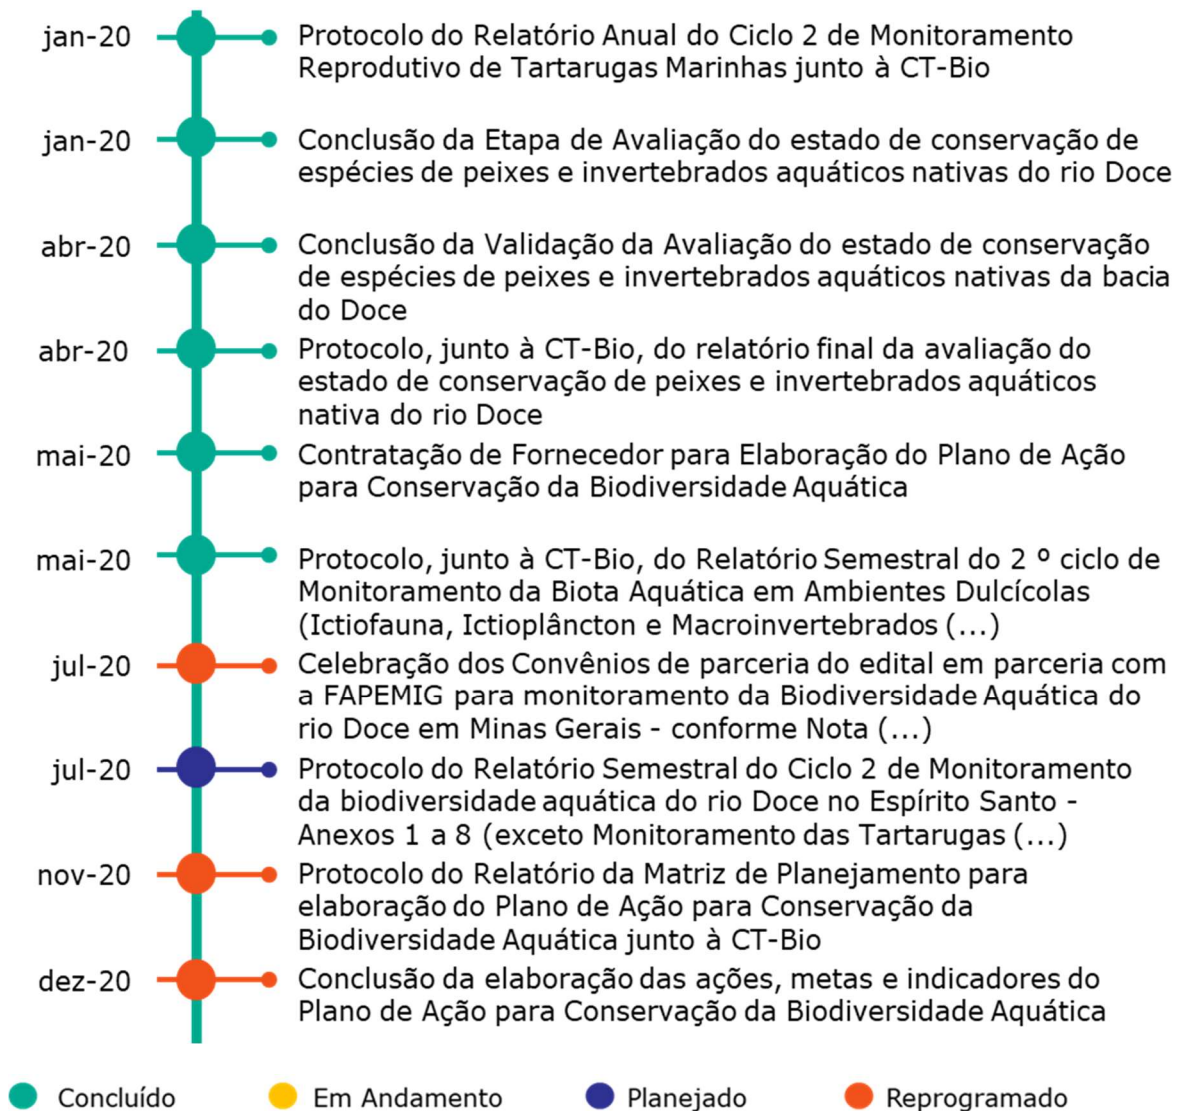 jan-20
Protocolo do Relatório Anual do Ciclo 2 de Monitoramento
Reprodutivo de Tartarugas Marinhas junto à CT-Bio
jan-20
Conclusão da Etapa de Avaliação do estado de conservação de
espécies de peixes e invertebrados aquáticos nativas do rio Doce
abr-20
Conclusão da Validação da Avaliação do estado de conservação
de espécies de peixes e invertebrados aquáticos nativas da bacia
do Doce
abr-20
Protocolo, junto à CT-Bio, do relatório final da avaliação do
estado de conservação de peixes e invertebrados aquáticos
nativa do rio Doce
mai-20
Contratação de Fornecedor para Elaboração do Plano de Ação
para Conservação da Biodiversidade Aquática
mai-20
Protocolo, junto à CT-Bio, do Relatório Semestral do 2 º ciclo de
Monitoramento da Biota Aquática em Ambientes Dulcícolas
(Ictiofauna, Ictioplâncton e Macroinvertebrados (...)
jul-20
Celebração dos Convênios de parceria do edital em parceria com
a FAPEMIG para monitoramento da Biodiversidade Aquática do
rio Doce em Minas Gerais - conforme Nota (...)
jul-20
Protocolo do Relatório Semestral do Ciclo 2 de Monitoramento
da biodiversidade aquática do rio Doce no Espírito Santo -
Anexos 1 a 8 (exceto Monitoramento das Tartarugas (...)
nov-20
Protocolo do Relatório da Matriz de Planejamento para
elaboração do Plano de Ação para Conservação da
Biodiversidade Aquática junto à CT-Bio
dez-20
Conclusão da elaboração das ações, metas e indicadores do
Plano de Ação para Conservação da Biodiversidade Aquática
Concluído Em Andamento Planejado Reprogramado